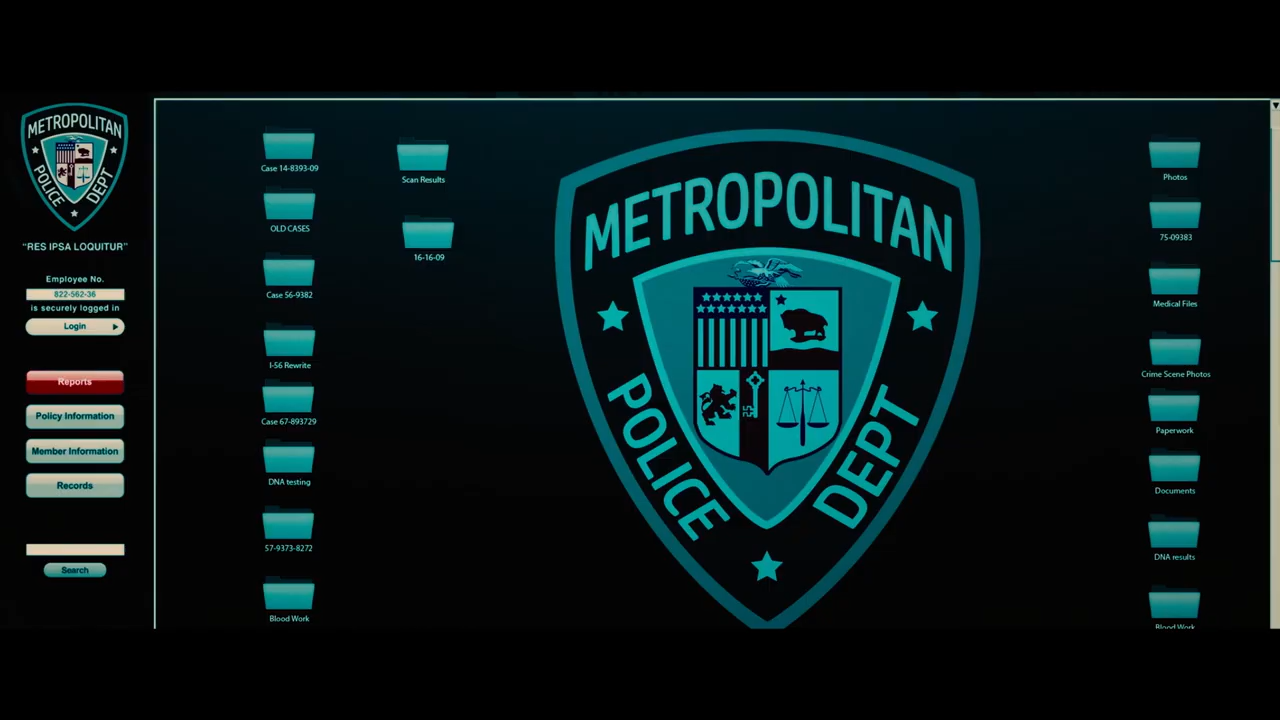 METROPOLITAN
POLICE
DEPT
“RES IPSA LOQUITUR”
Employee No.
822-562-36
is securely logged in
Login
Reports
Policy Information
Member Information
Records
Search
Case 14-8393-09
OLD CASES
Case 56-9382
I-56 Rewrite
Case 67-893729
DNA testing
57-9373-8272
Blood Work
Scan Results
16-16-09
METROPOLITAN
POLICE
DEPT
Photos
75-09383
Medical Files
Crime Scene Photos
Paperwork
Documents
DNA results
Blood Work